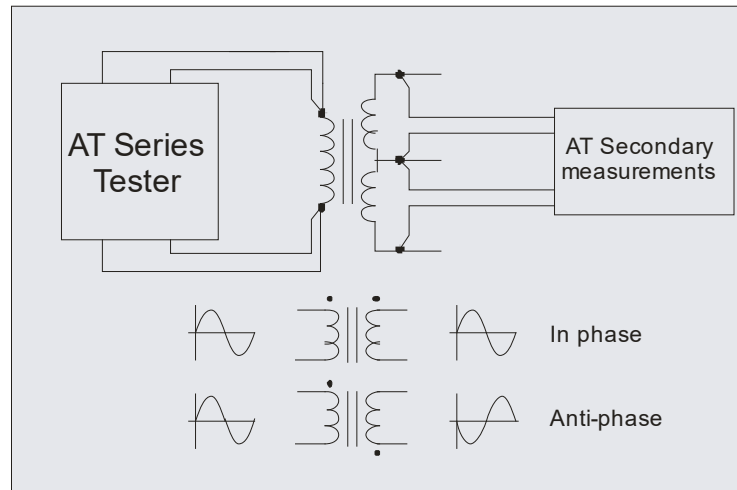 AT Series
Tester
AT Secondary
measurements
In phase
Anti-phase